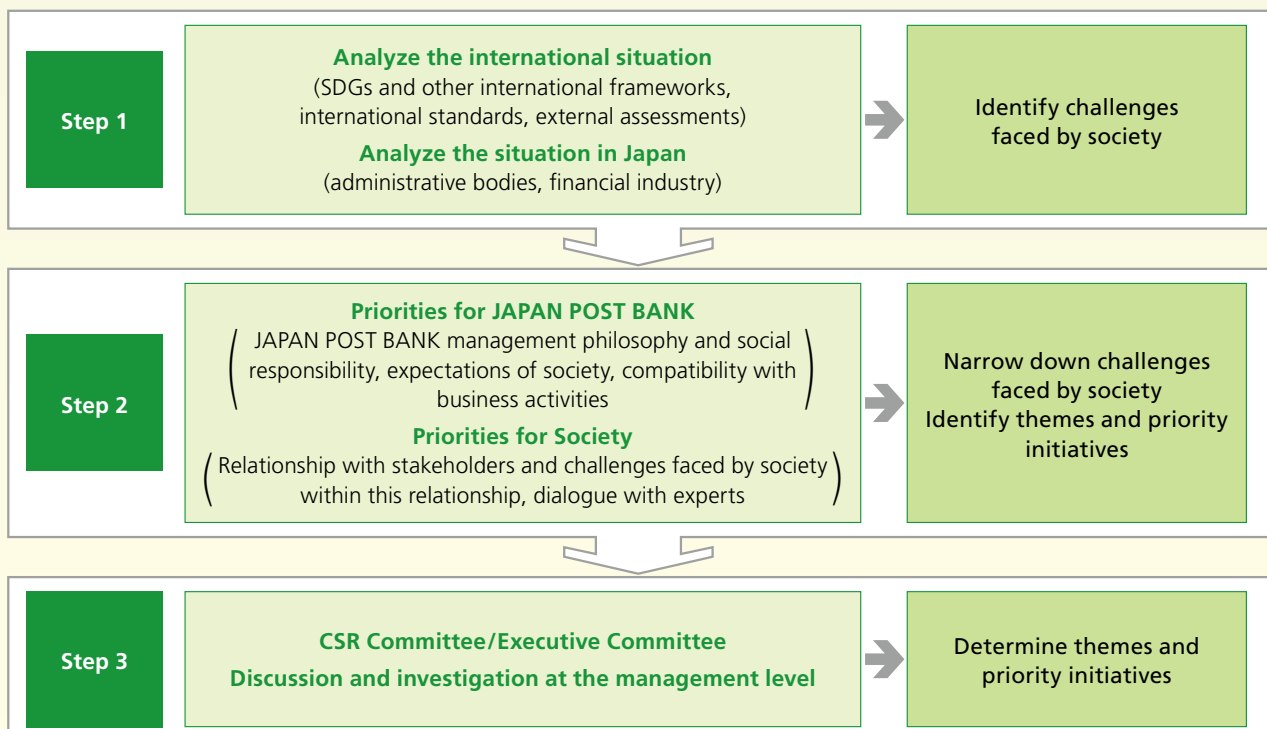 Step 1
Analyze the international situation
(SDGs and other international frameworks,
international standards, external assessments)
Analyze the situation in Japan
(administrative bodies, financial industry)
Identify challenges
faced by society
Step 2
Priorities for JAPAN POST BANK
(JAPAN POST BANK management philosophy and social
responsibility, expectations of society, compatibility with
business activities)
Priorities for Society
(Relationship with stakeholders and challenges faced by society
within this relationship, dialogue with experts)
Narrow down challenges
faced by society
Identify themes and priority
initiatives
Step 3
CSR Committee/Executive Committee
Discussion and investigation at the management level
Determine themes and
priority initiatives